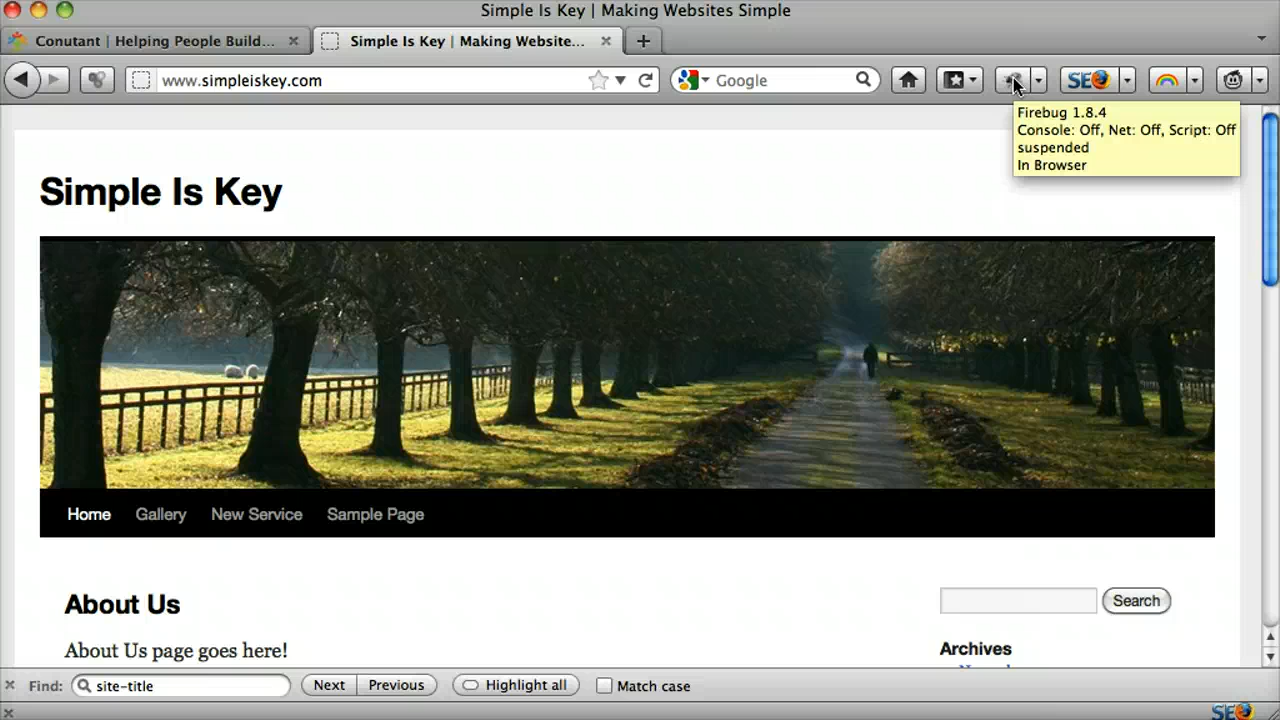 Simple Is Key | Making Websites Simple
Conutant | Helping People Build...
Simple Is Key | Making Website...
www.simpleiskey.com
Google
SEO
Firebug 1.8.4
Console: Off, Net: Off, Script: Off
suspended
In Browser
Simple Is Key
Home Gallery New Service Sample Page
About Us
Search
About Us page goes here!
Archives
Find: site-title Next Previous Highlight all Match case
SEO